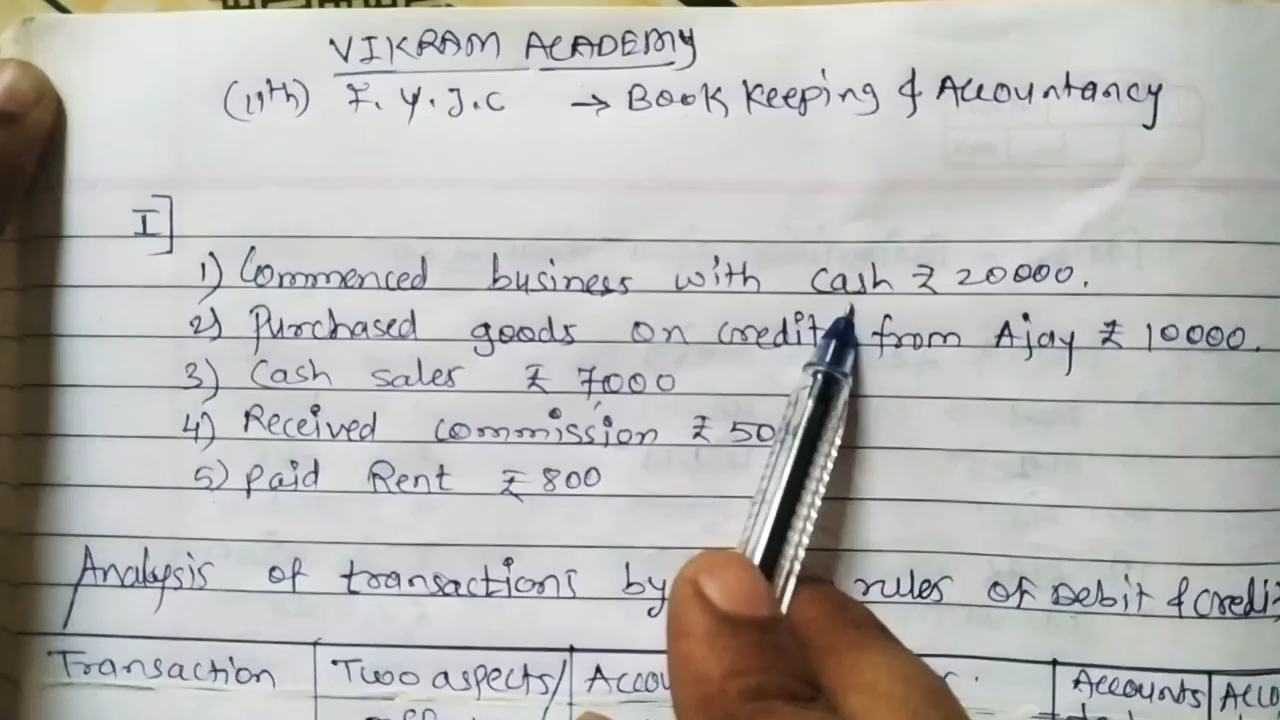 VIKRAM ACADEMY
(11th) F.Y.J.C → Book Keeping & Accountancy
I]
1) Commenced business with cash ₹ 20000.
2) Purchased goods on credit from Ajay ₹ 10000.
3) Cash sales ₹ 7000
4) Received commission ₹ 50
5) Paid Rent ₹ 800
Analysis of transactions by rules of Debit & Credit
Transaction Two aspects/ Accou Accounts Acco